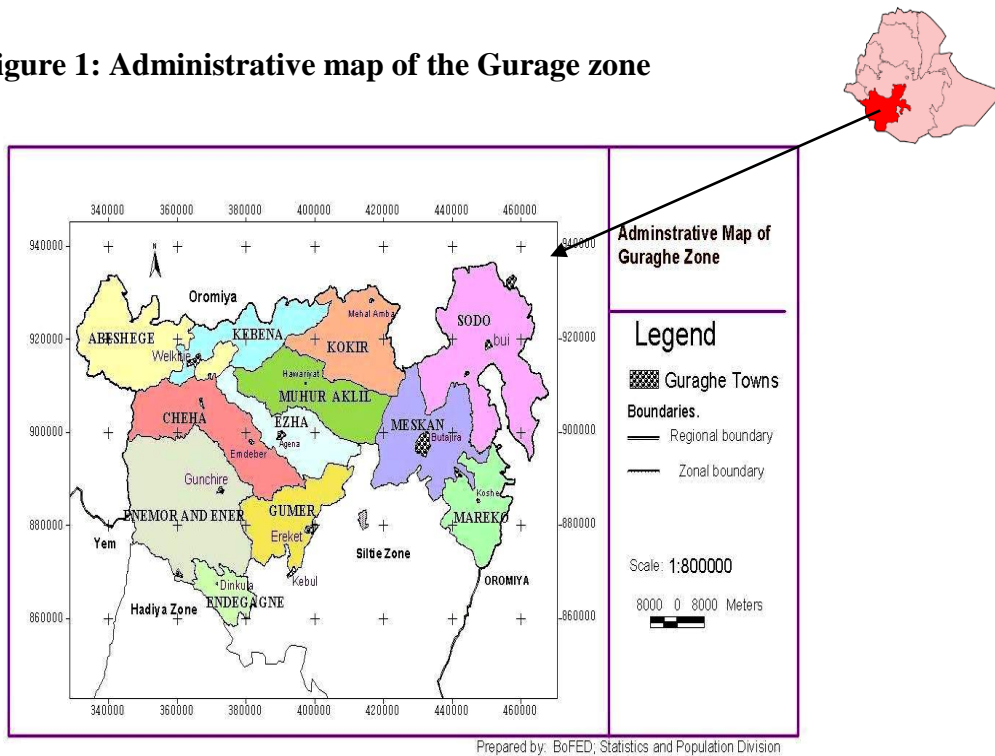 igure 1: Administrative map of the Gurage zone
340000 360000 380000 400000 420000 440000 460000
940000 940000
N
Adminstrative Map of
Guraghe Zone
Oromiya
Mehal Amba
SODO
ABESHEGE
KEBENA
KOKIR
bui
920000 920000
Welkitie
Hawariyat
MUHUR AKLIL
CHEHA
EZHA
MESKAN
900000 900000
Agena
Butajira
Emdeber
Gunchire
Koshe
GUMER
ENEMOR AND ENER
MAREKO
880000 880000
Ereket
Yem
Siltie Zone
Kebul
OROMIYA
Dinkula
Hadiya Zone
ENDEGAGNE
860000 860000
340000 360000 380000 400000 420000 440000 460000
Legend
Guraghe Towns
Boundaries.
Regional boundary
Zonal boundary
Scale: 1:800000
8000 0 8000 Meters
Prepared by: BoFED; Statistics and Population Division